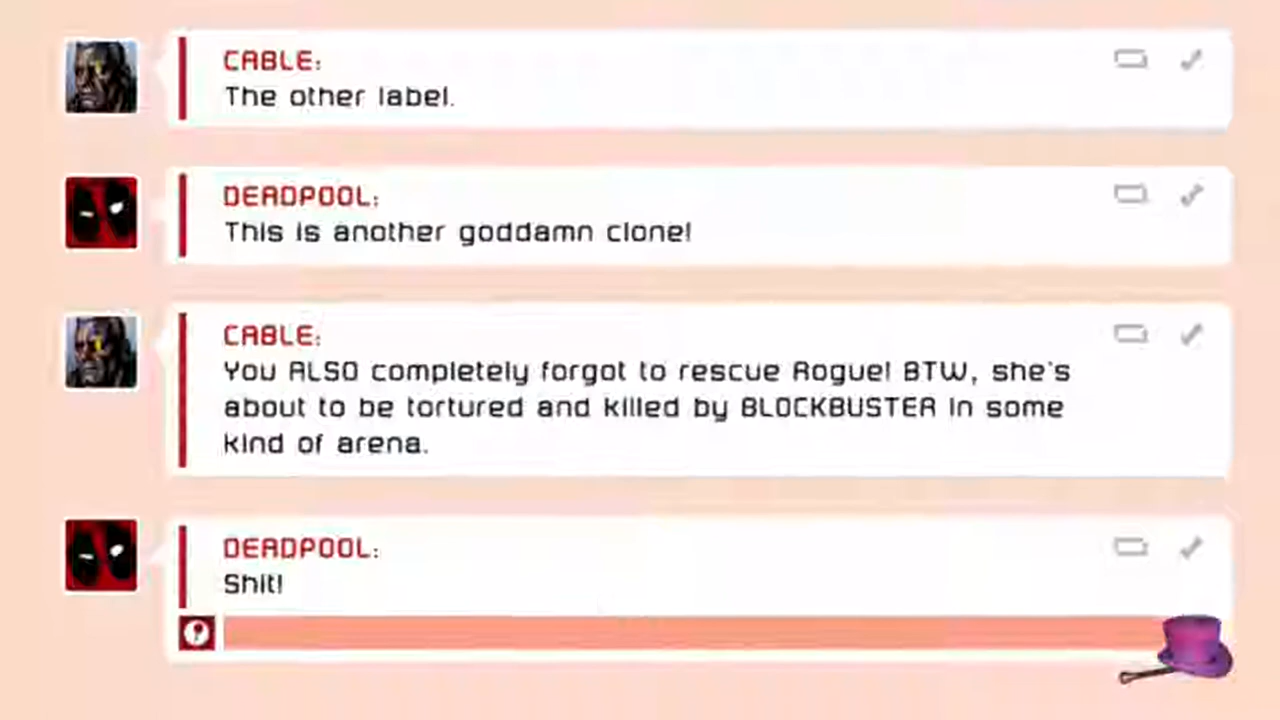 CABLE:
The other label.
DEADPOOL:
This is another goddamn clone!
CABLE:
You ALSO completely forgot to rescue Rogue! BTW, she's
about to be tortured and killed by BLOCKBUSTER in some
kind of arena.
DEADPOOL:
Shit!